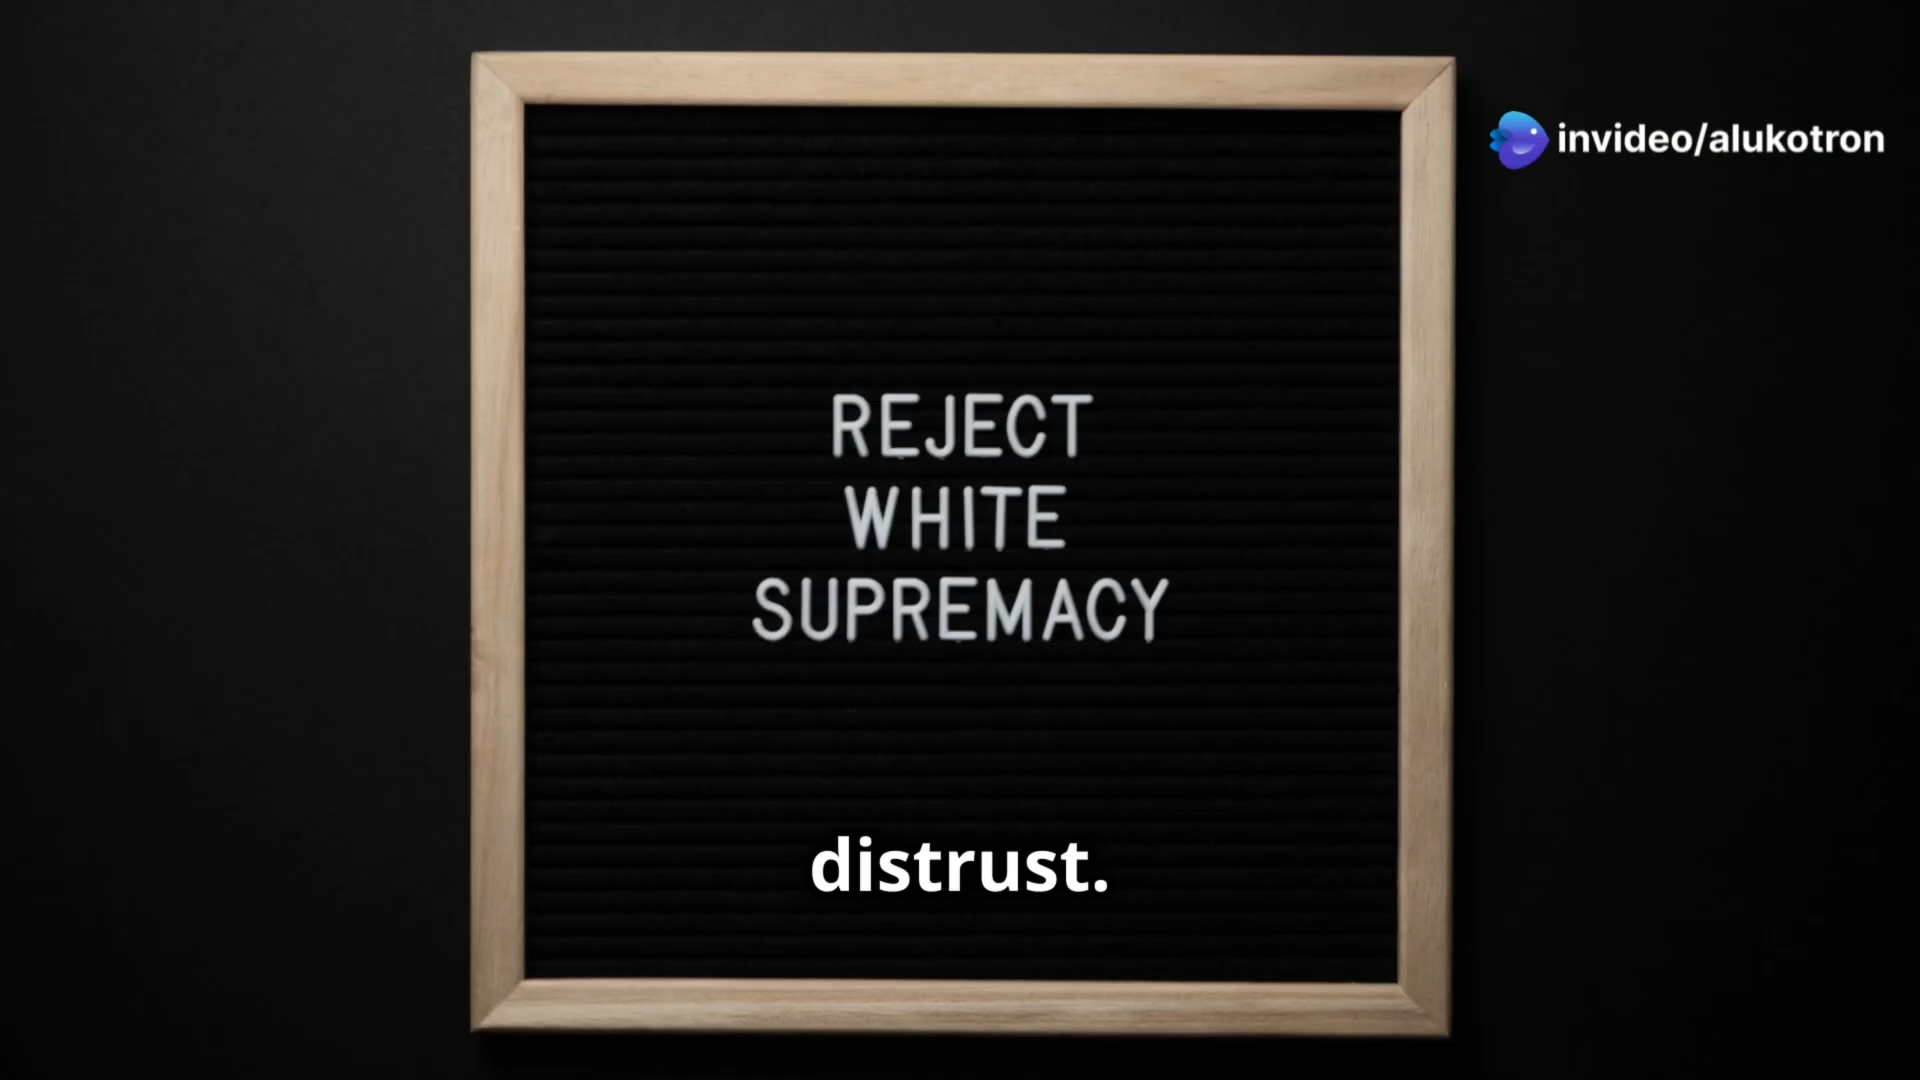 invideo/alukotron
REJECT
WHITE
SUPREMACY
distrust.